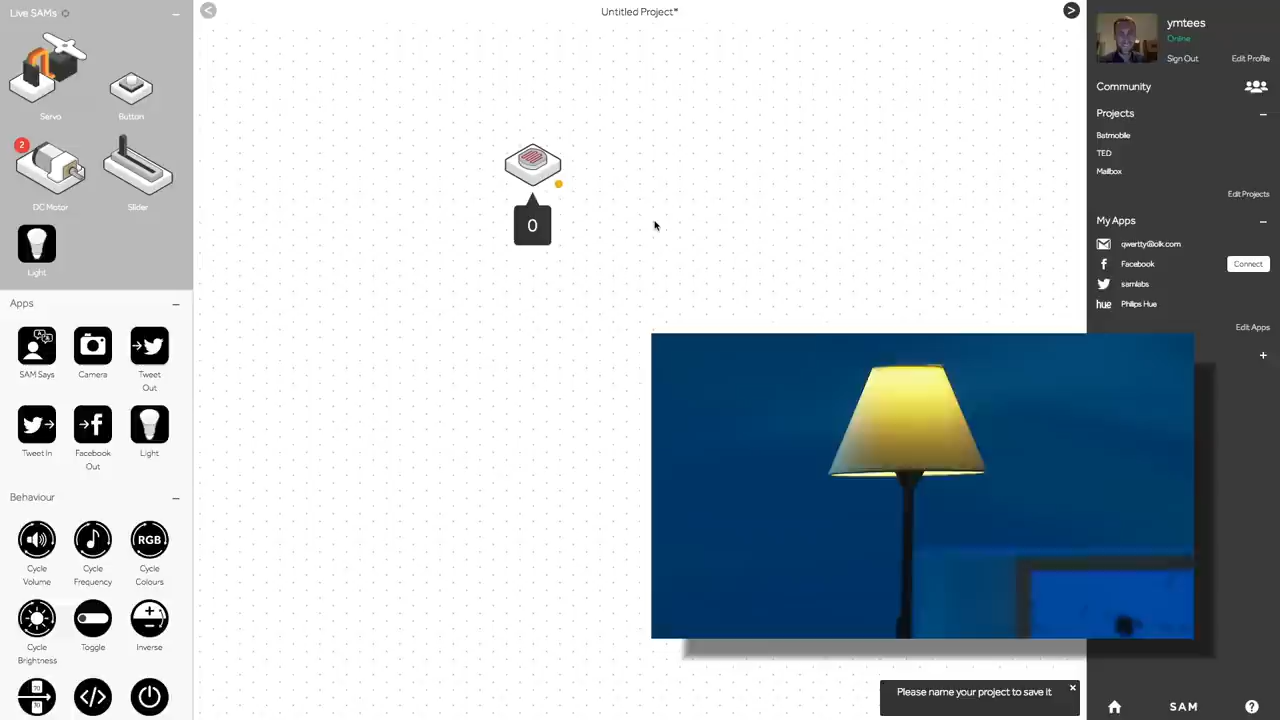 Live SAMs
Untitled Project*
ymtees
Online
Sign Out
Edit Profile
Community
Servo
Button
Projects
Batmobile
TED
Mailbox
2
DC Motor
Slider
Edit Projects
My Apps
0
qwertty@lolk.com
Light
Facebook
Connect
samlabs
hue
Philips Hue
Apps
Edit Apps
SAM Says
Camera
Tweet
Out
Tweet In
Facebook
Out
Light
Behaviour
RGB
Cycle
Volume
Cycle
Frequency
Cycle
Colours
Cycle
Brightness
Toggle
Inverse
70
70
Please name your project to save it
SAM